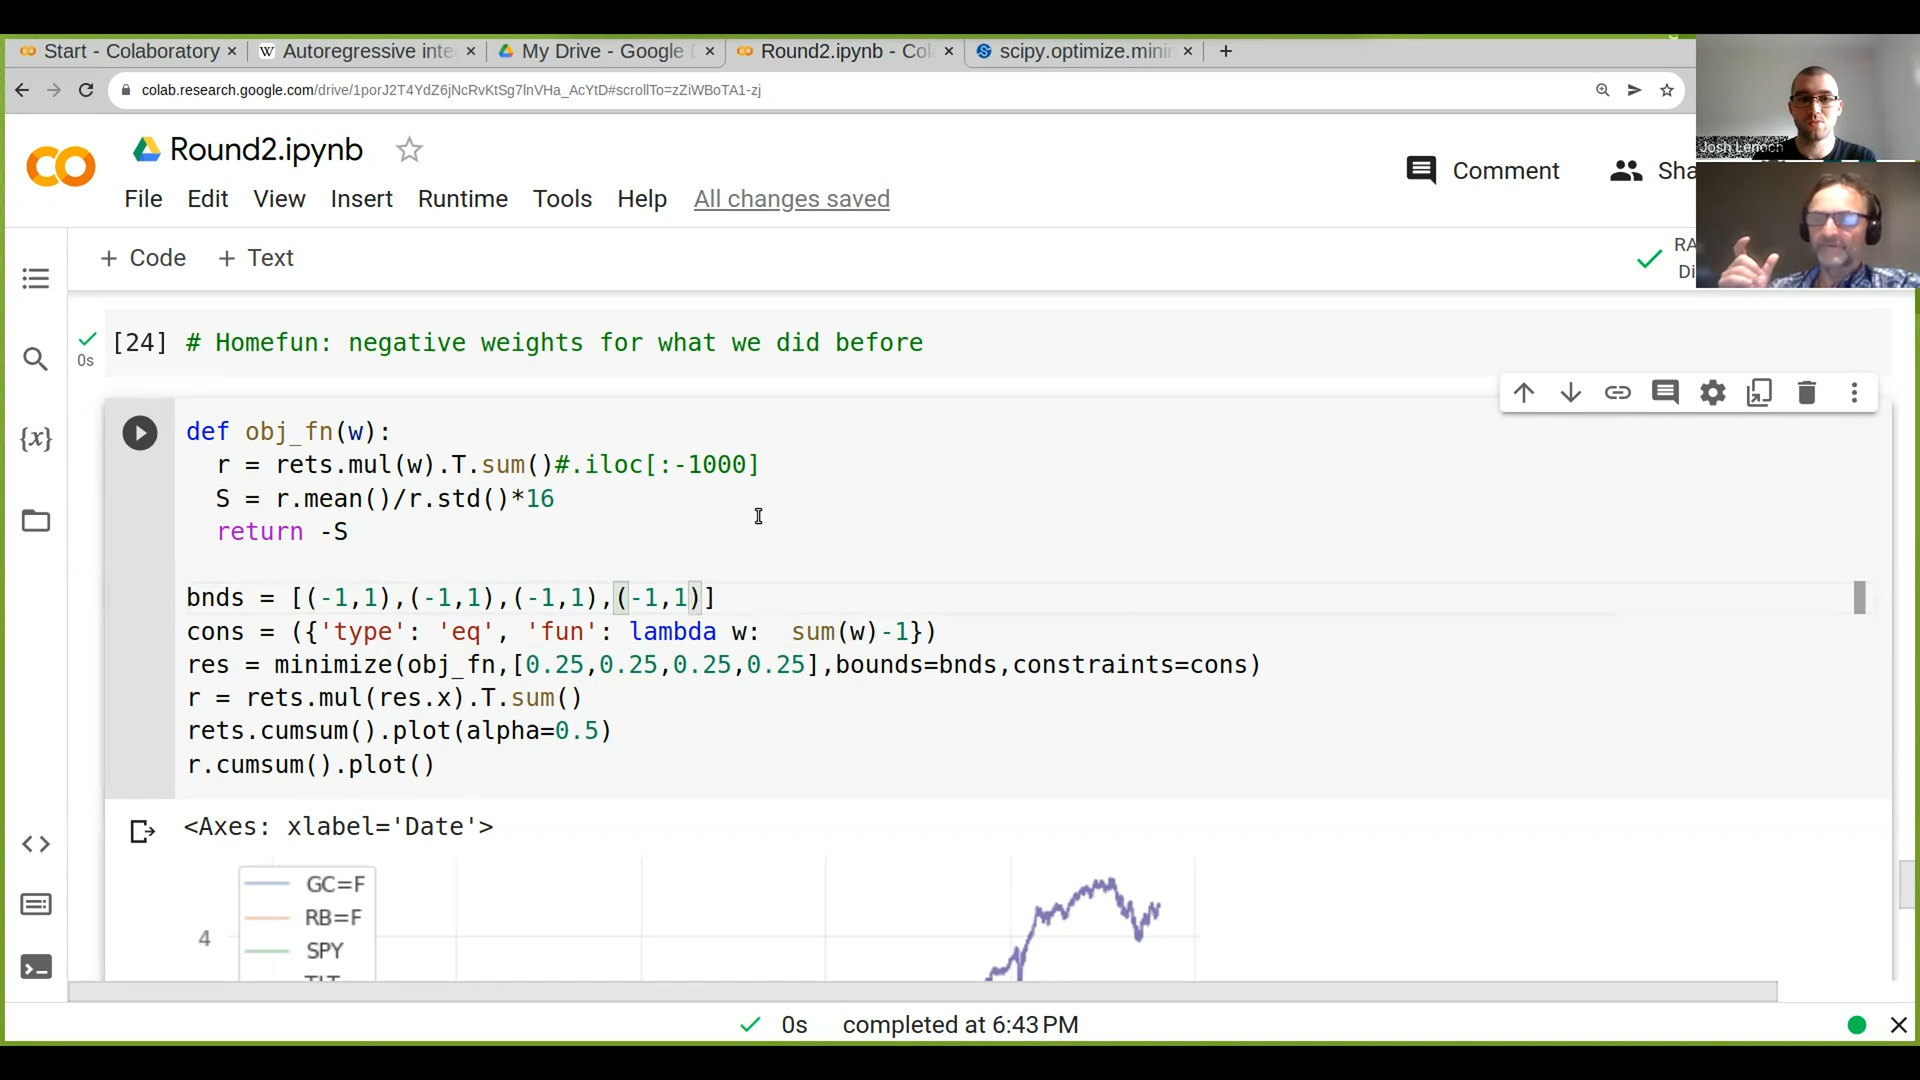 Start - Colaboratory
Autoregressive inte
My Drive - Google
Round2.ipynb - Col
scipy.optimize.mini
colab.research.google.com/drive/1porJ2T4YdZ6jNcRvKtSg7lnVHa_AcYtD#scrollTo=zZiWBoTA1-zj
Josh Lenoch
Round2.ipynb
Comment
Sha
File Edit View Insert Runtime Tools Help All changes saved
+ Code + Text
RA
Di
[24] # Homefun: negative weights for what we did before
0s
def obj_fn(w):
r = rets.mul(w).T.sum()#.iloc[:-1000]
S = r.mean()/r.std()*16
return -S
bnds = [(-1,1),(-1,1),(-1,1),(-1,1)]
cons = ({'type': 'eq', 'fun': lambda w:  sum(w)-1})
res = minimize(obj_fn,[0.25,0.25,0.25,0.25],bounds=bnds,constraints=cons)
r = rets.mul(res.x).T.sum()
rets.cumsum().plot(alpha=0.5)
r.cumsum().plot()
<Axes: xlabel='Date'>
GC=F
RB=F
SPY
TLT
4
0s completed at 6:43 PM